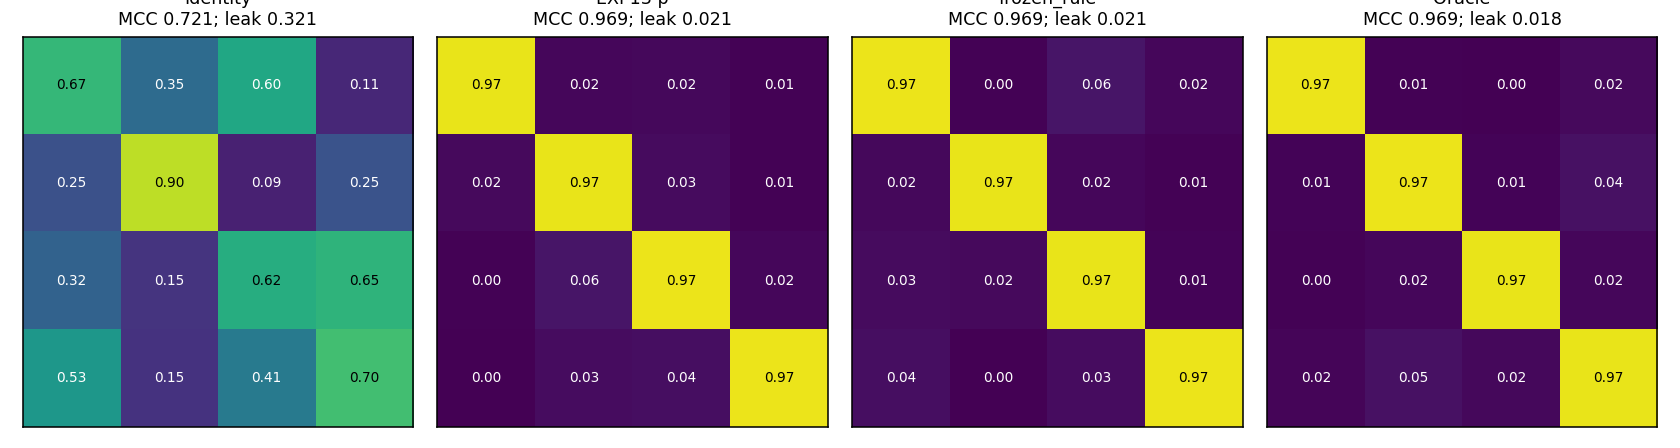 Identity
MCC 0.721; leak 0.321
MCC 0.969; leak 0.021
frozen_rule
MCC 0.969; leak 0.021
Oracle
MCC 0.969; leak 0.018
0.67 0.35 0.60 0.11
0.25 0.90 0.09 0.25
0.32 0.15 0.62 0.65
0.53 0.15 0.41 0.70
0.97 0.02 0.02 0.01
0.02 0.97 0.03 0.01
0.00 0.06 0.97 0.02
0.00 0.03 0.04 0.97
0.97 0.00 0.06 0.02
0.02 0.97 0.02 0.01
0.03 0.02 0.97 0.01
0.04 0.00 0.03 0.97
0.97 0.01 0.00 0.02
0.01 0.97 0.01 0.04
0.00 0.02 0.97 0.02
0.02 0.05 0.02 0.97